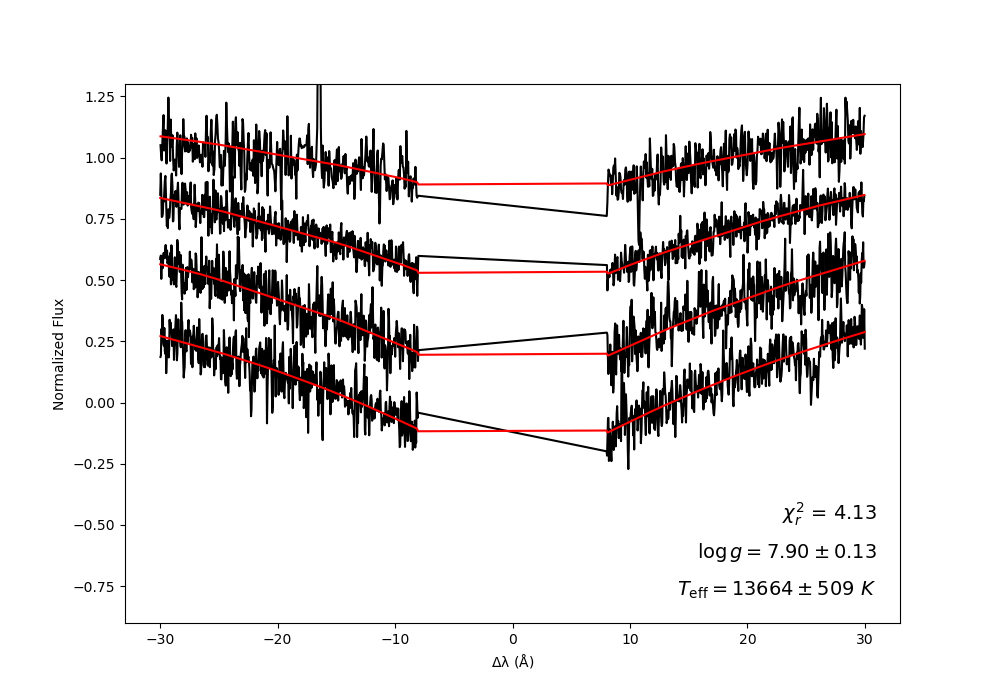 1.25
1.00
0.75
0.50
0.25
0.00
−0.25
−0.50
−0.75
Normalized Flux
χ²ᵣ = 4.13
log g = 7.90 ± 0.13
T_eff = 13664 ± 509 K
−30 −20 −10 0 10 20 30
Δλ (Å)